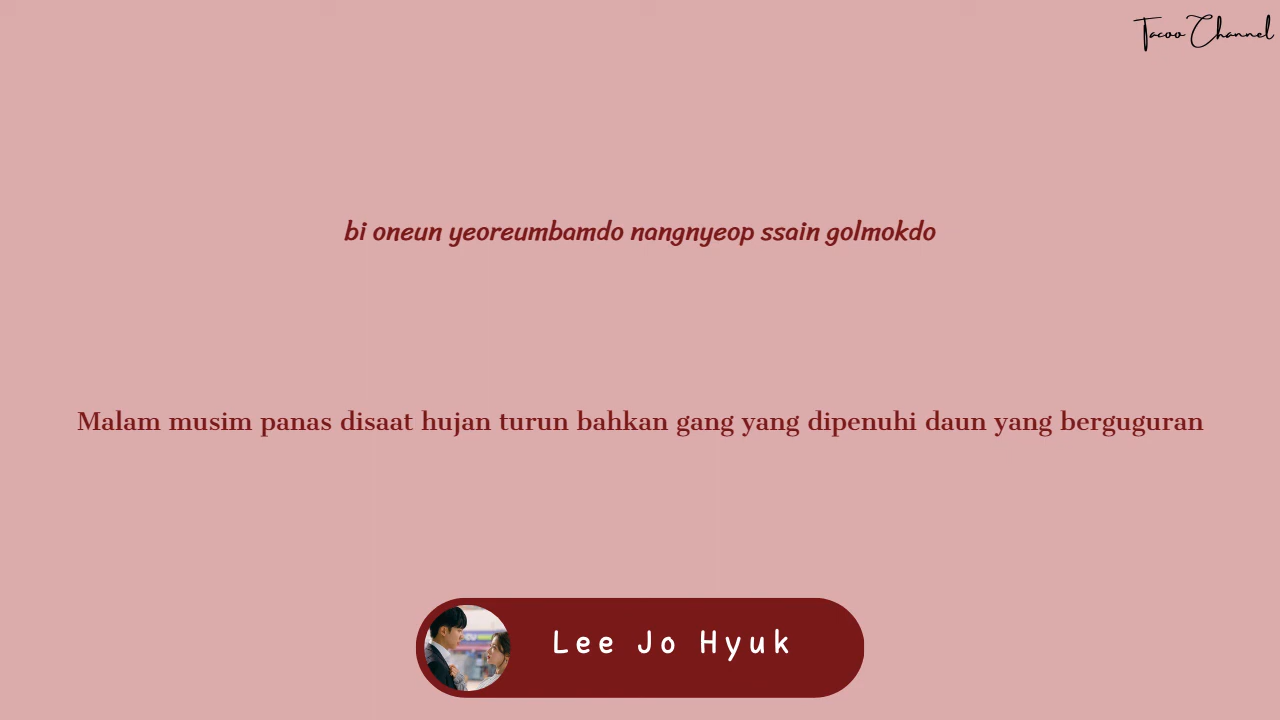 Tacoo Channel
bi oneun yeoreumbamdo nangnyeop ssain golmokdo
Malam musim panas disaat hujan turun bahkan gang yang dipenuhi daun yang berguguran
Lee Jo Hyuk